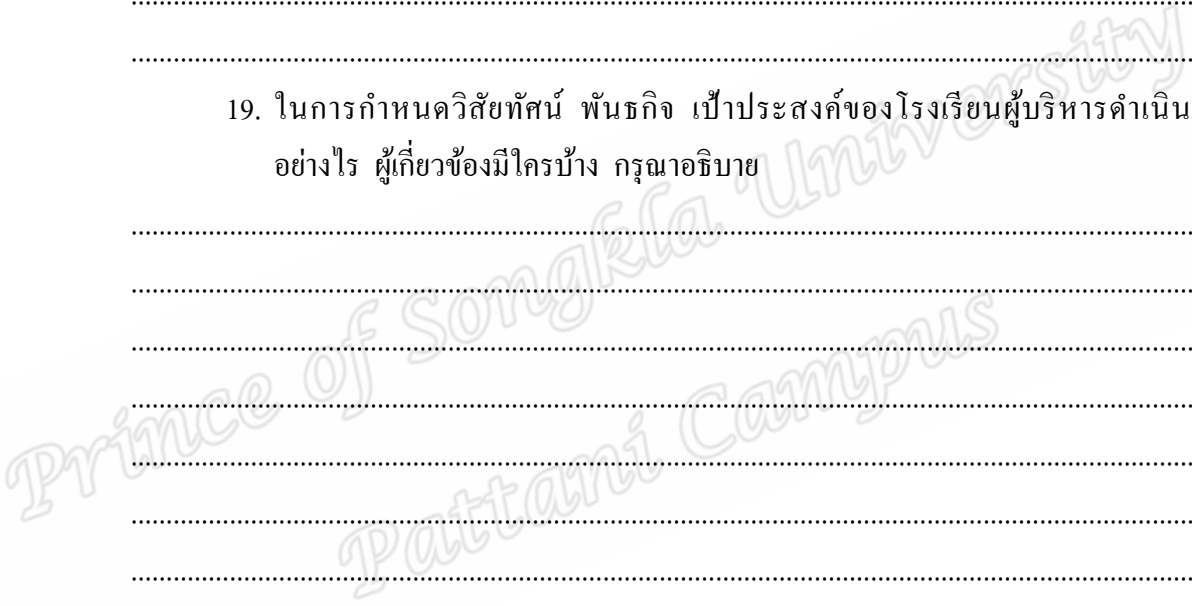 19. ในการกำหนดวิสัยทัศน์ พันธกิจ เป้าประสงค์ของโรงเรียนผู้บริหารดำเนิน
อย่างไร ผู้เกี่ยวข้องมีใครบ้าง กรุณาอธิบาย
Prince of Songkla University
Pattani Campus